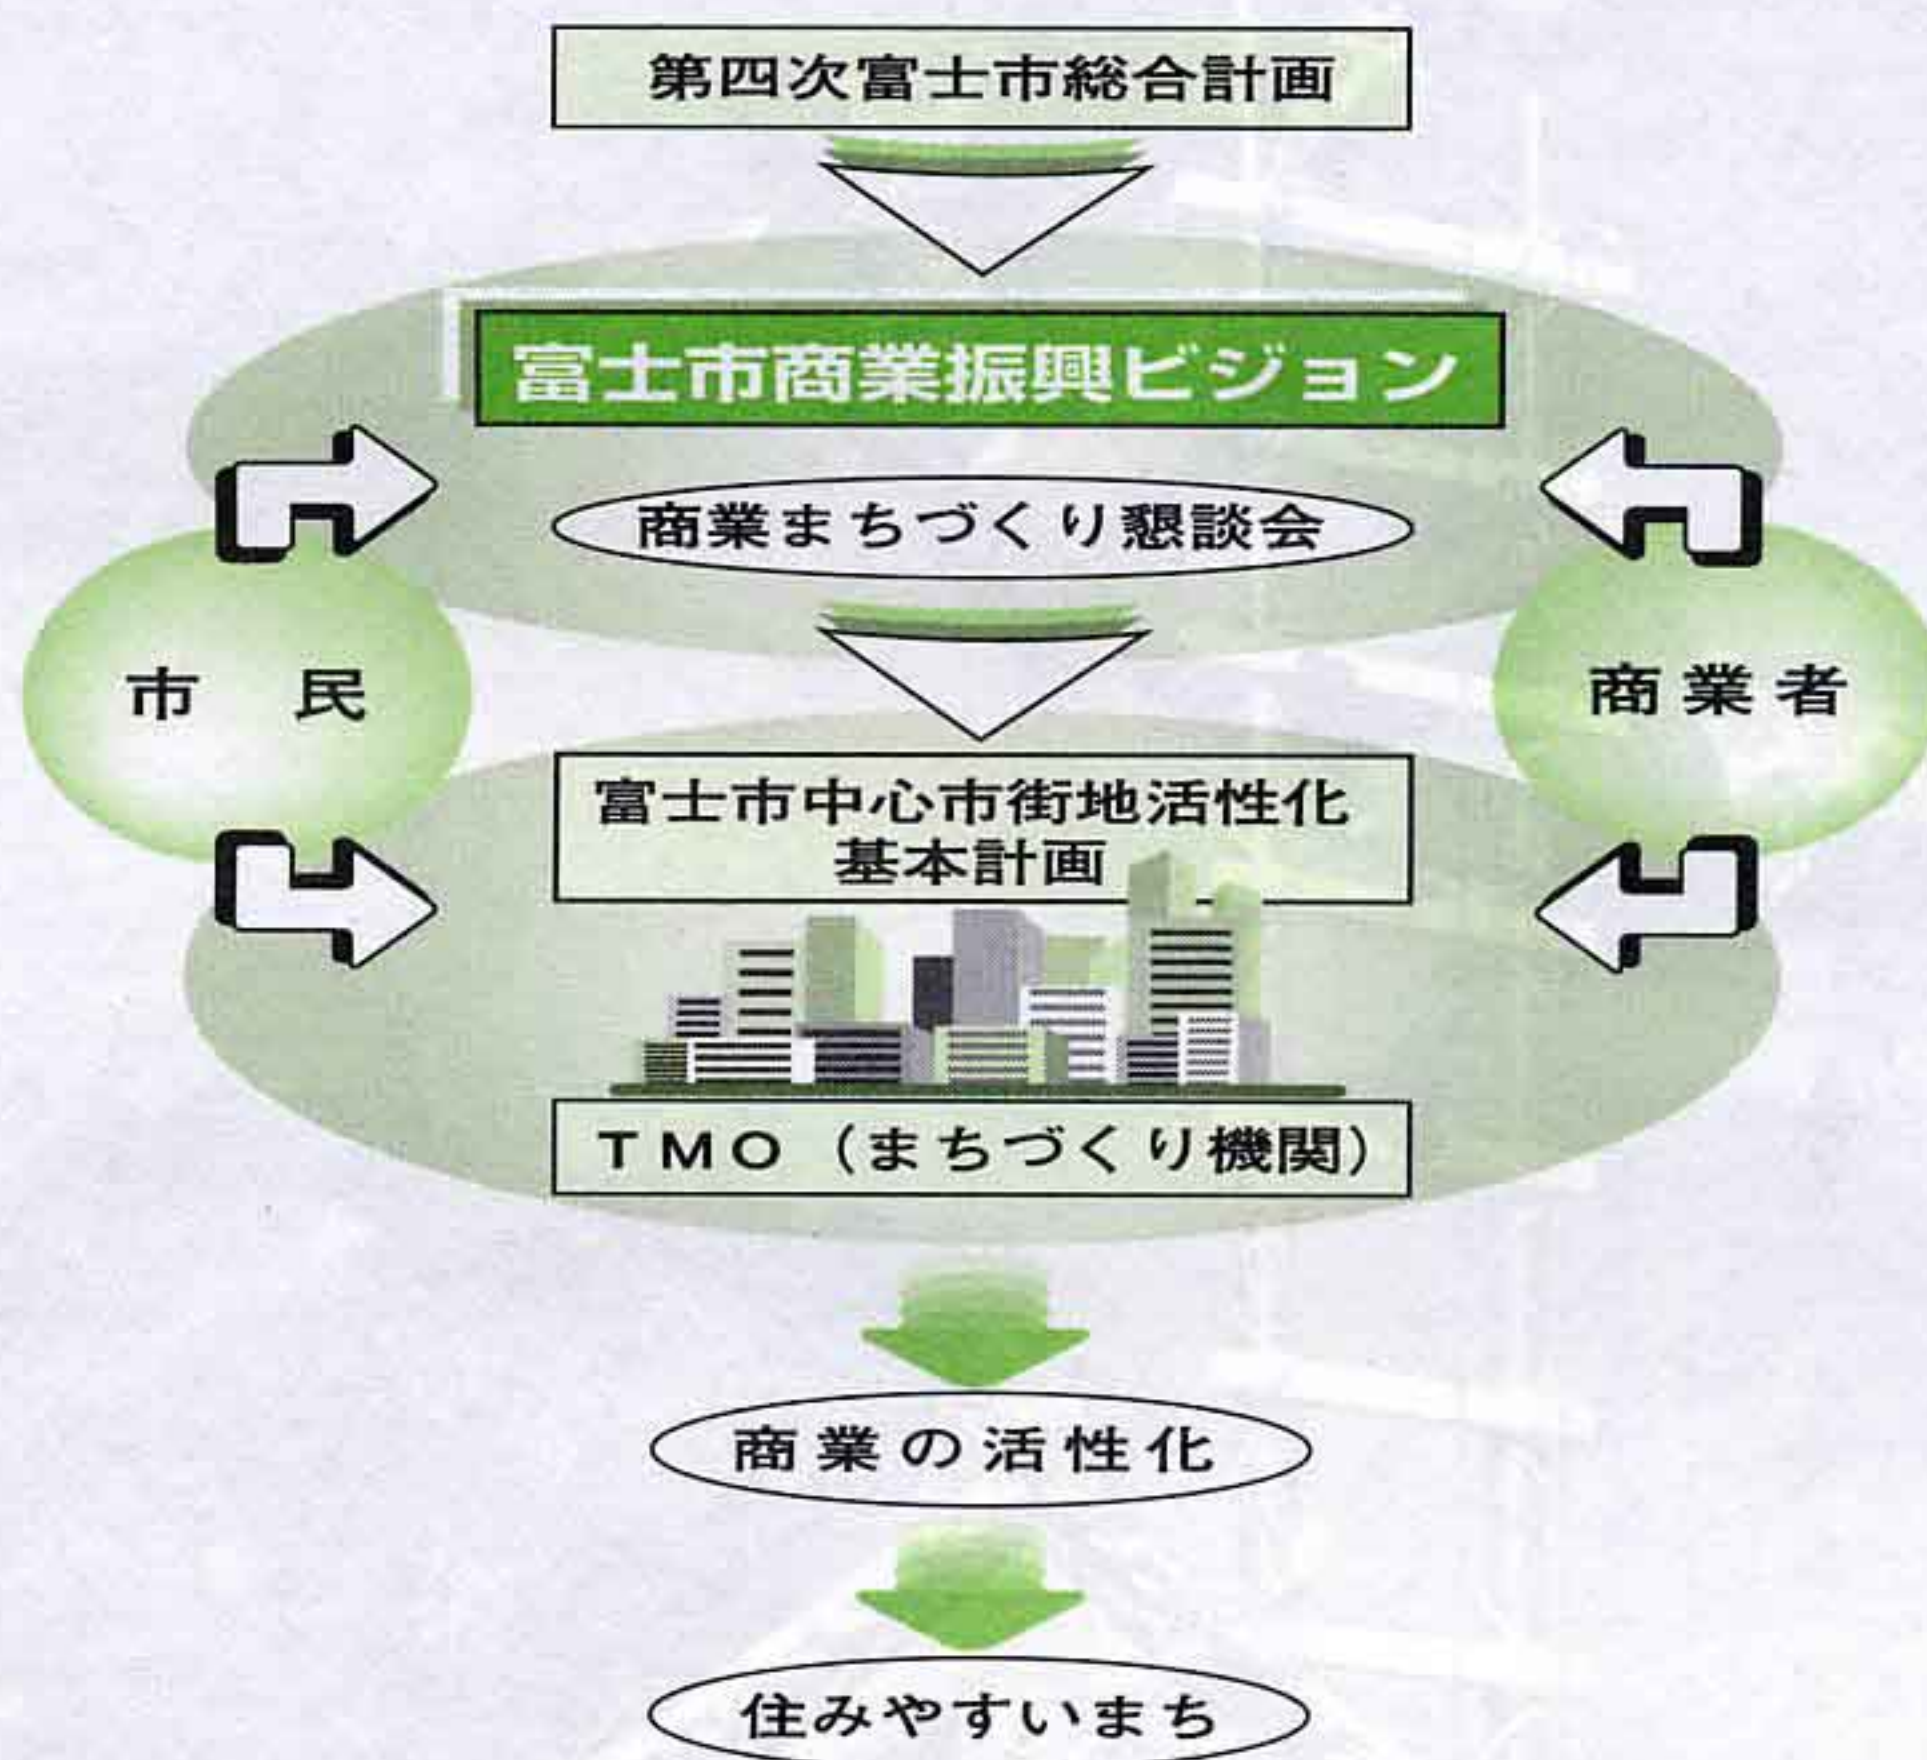 第四次富士市総合計画
富士市商業振興ビジョン
商業まちづくり懇談会
市　民
商業者
富士市中心市街地活性化
基本計画
TMO（まちづくり機関）
商業の活性化
住みやすいまち